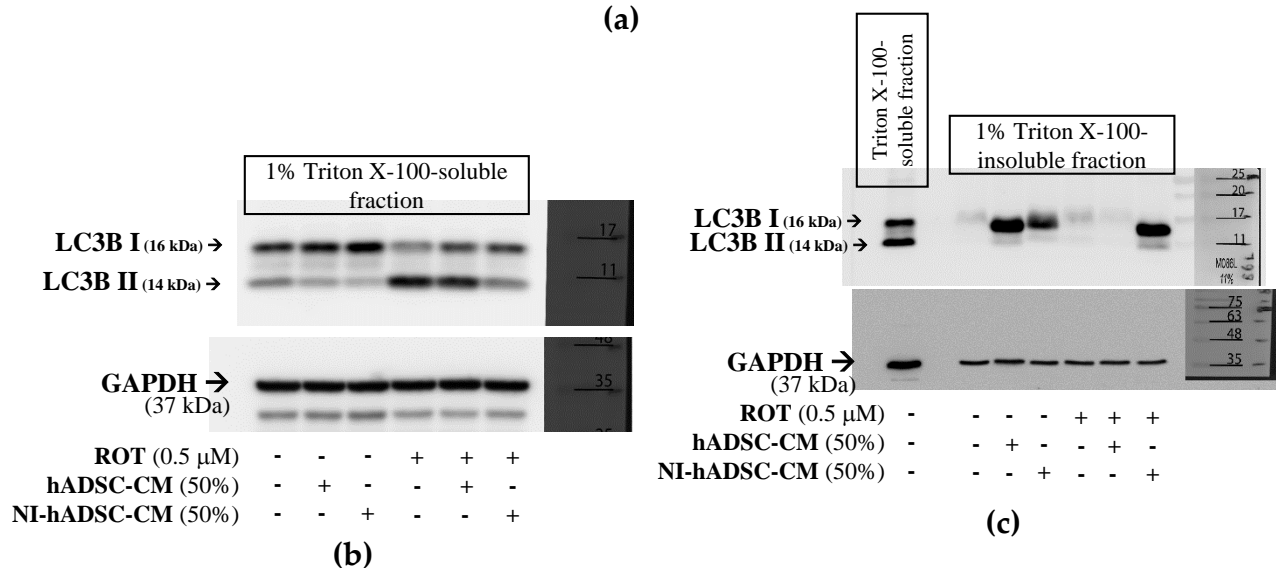 (a)
1% Triton X-100-soluble
fraction
LC3B I (16 kDa) →
LC3B II (14 kDa) →
17
11
48
GAPDH →
(37 kDa)
35
ROT (0.5 µM) - - - + + +
hADSC-CM (50%) - + - - + -
NI-hADSC-CM (50%) - - + - - +
(b)
Triton X-100-
soluble fraction
1% Triton X-100-
insoluble fraction
LC3B I (16 kDa) →
LC3B II (14 kDa) →
25
20
17
11
11%
75
63
48
35
GAPDH →
(37 kDa)
ROT (0.5 µM) - - - - + + +
hADSC-CM (50%) - - + - - + -
NI-hADSC-CM (50%) - - - + - - +
(c)